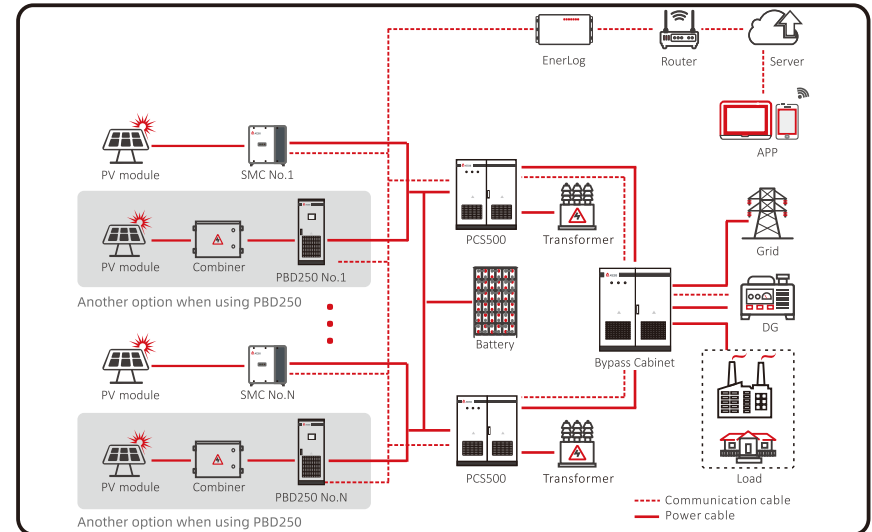 EnerLog
Router
Server
APP
PV module
SMC No.1
PV module
Combiner
PBD250 No.1
Another option when using PBD250
PV module
SMC No.N
PV module
Combiner
PBD250 No.N
Another option when using PBD250
PCS500
Transformer
Battery
PCS500
Transformer
Bypass Cabinet
Grid
DG
Load
Communication cable
Power cable